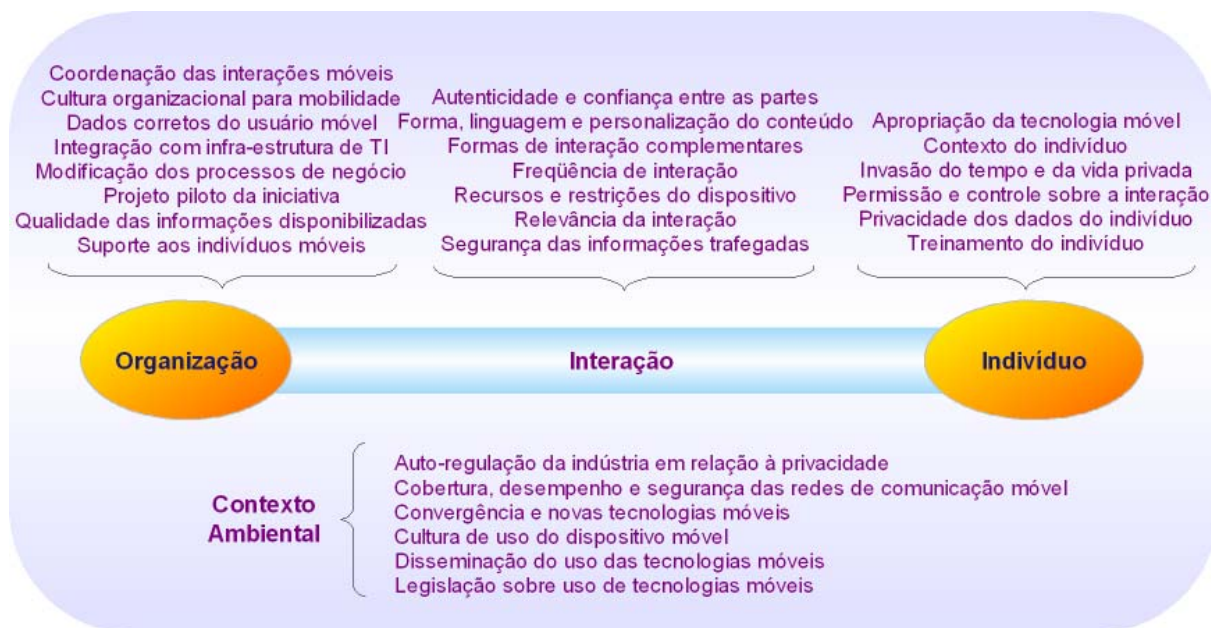 Coordenação das interações móveis
Cultura organizacional para mobilidade
Dados corretos do usuário móvel
Integração com infra-estrutura de TI
Modificação dos processos de negócio
Projeto piloto da iniciativa
Qualidade das informações disponibilizadas
Suporte aos indivíduos móveis
Autenticidade e confiança entre as partes
Forma, linguagem e personalização do conteúdo
Formas de interação complementares
Freqüência de interação
Recursos e restrições do dispositivo
Relevância da interação
Segurança das informações trafegadas
Apropriação da tecnologia móvel
Contexto do indivíduo
Invasão do tempo e da vida privada
Permissão e controle sobre a interação
Privacidade dos dados do indivíduo
Treinamento do indivíduo
Organização
Interação
Indivíduo
Contexto
Ambiental
Auto-regulação da indústria em relação à privacidade
Cobertura, desempenho e segurança das redes de comunicação móvel
Convergência e novas tecnologias móveis
Cultura de uso do dispositivo móvel
Disseminação do uso das tecnologias móveis
Legislação sobre uso de tecnologias móveis